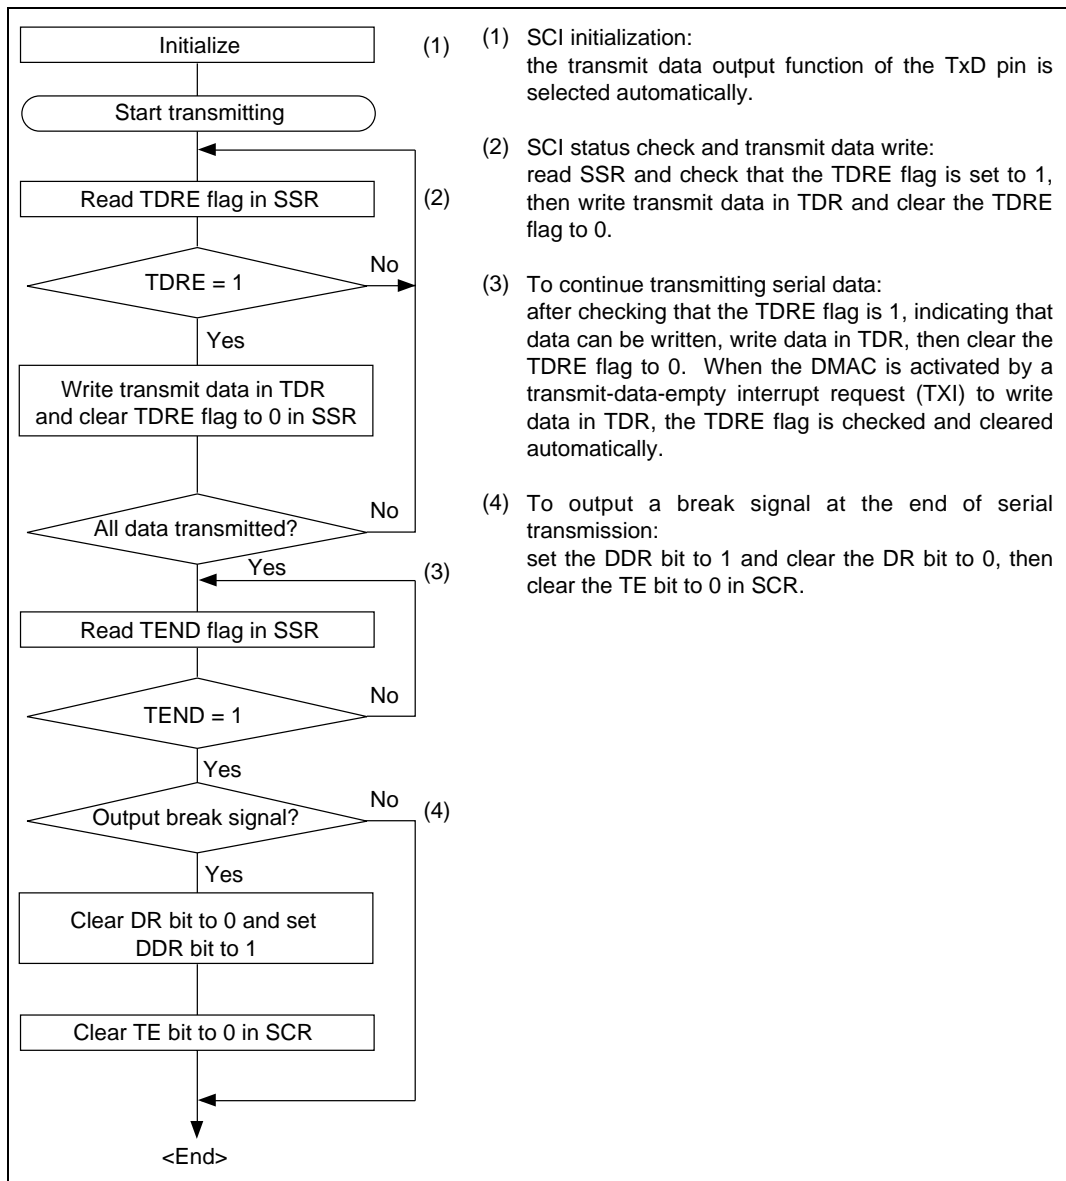 Initialize
(1)
Start transmitting
Read TDRE flag in SSR
(2)
TDRE = 1
No
Yes
Write transmit data in TDR
and clear TDRE flag to 0 in SSR
All data transmitted?
No
Yes
(3)
Read TEND flag in SSR
TEND = 1
No
Yes
Output break signal?
No
(4)
Yes
Clear DR bit to 0 and set
DDR bit to 1
Clear TE bit to 0 in SCR
<End>
(1) SCI initialization:
the transmit data output function of the TxD pin is
selected automatically.
(2) SCI status check and transmit data write:
read SSR and check that the TDRE flag is set to 1,
then write transmit data in TDR and clear the TDRE
flag to 0.
(3) To continue transmitting serial data:
after checking that the TDRE flag is 1, indicating that
data can be written, write data in TDR, then clear the
TDRE flag to 0. When the DMAC is activated by a
transmit-data-empty interrupt request (TXI) to write
data in TDR, the TDRE flag is checked and cleared
automatically.
(4) To output a break signal at the end of serial
transmission:
set the DDR bit to 1 and clear the DR bit to 0, then
clear the TE bit to 0 in SCR.